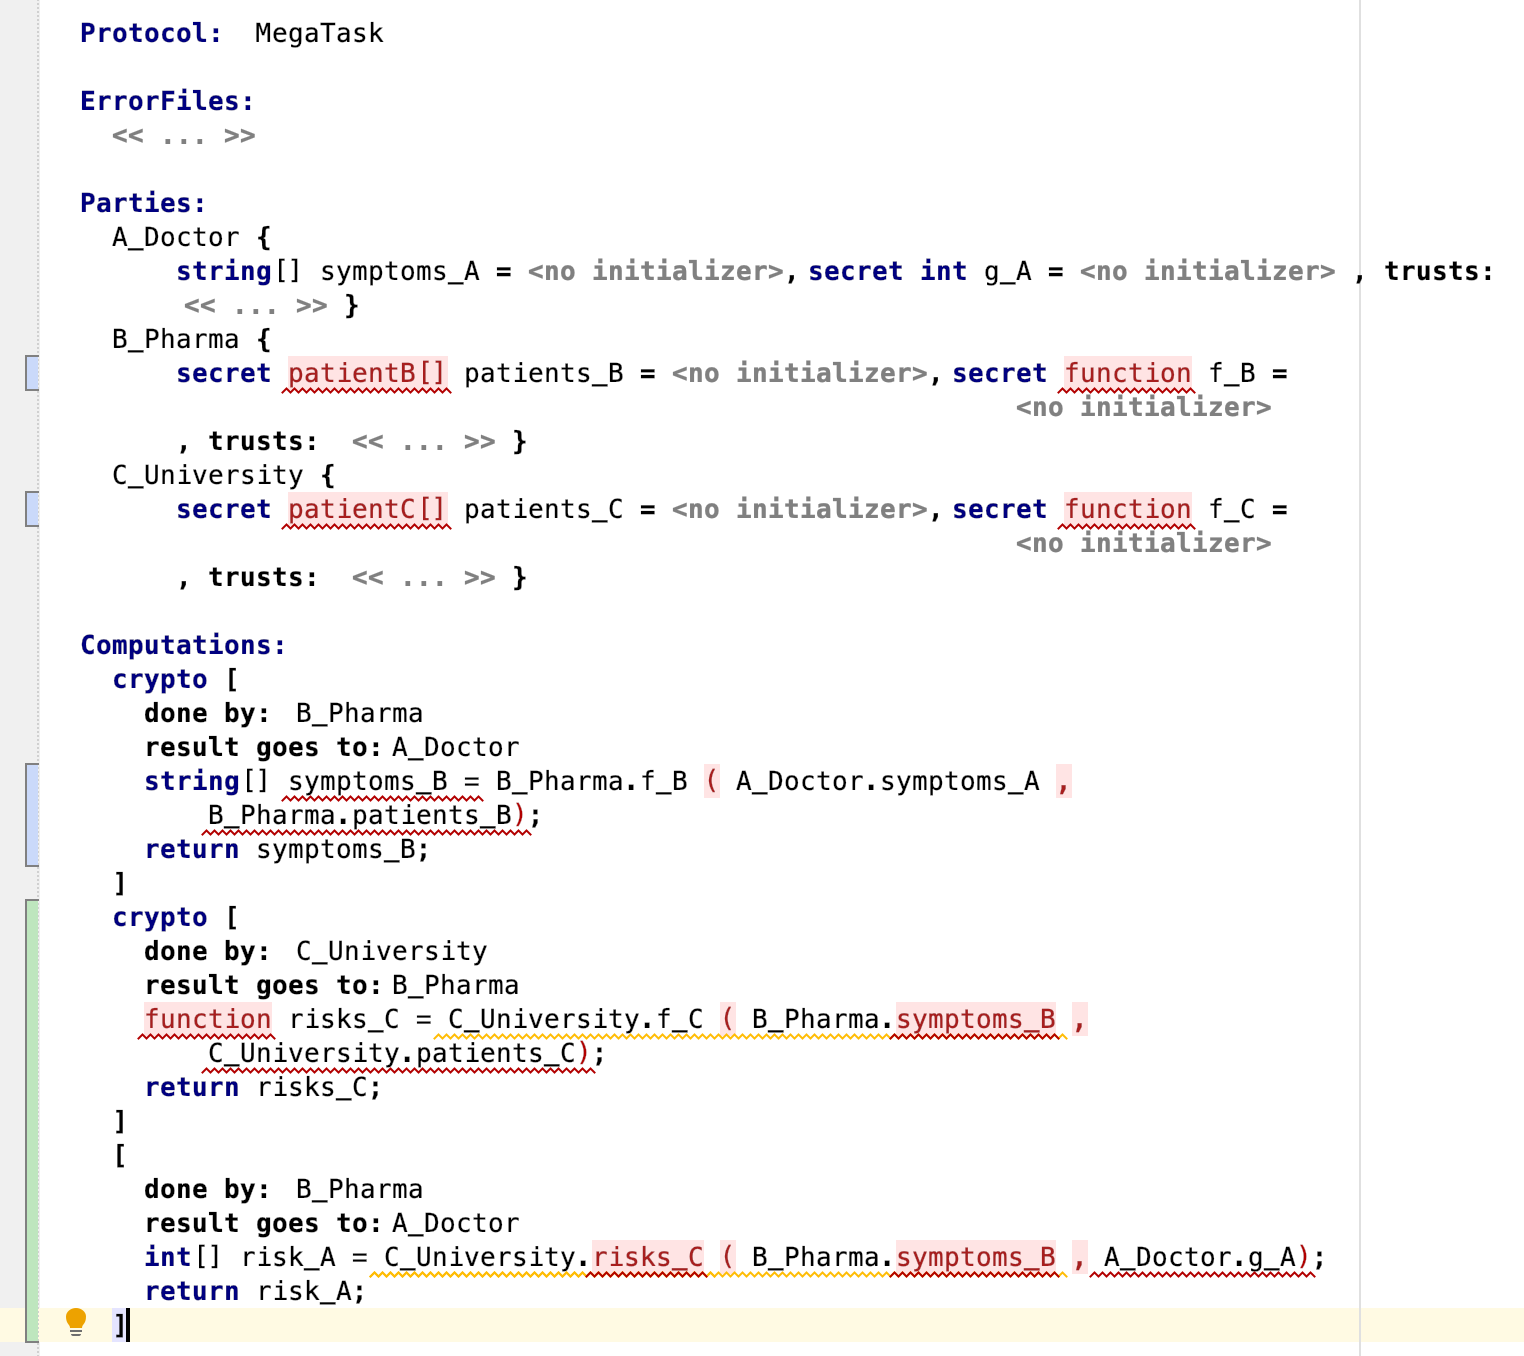 Protocol:  MegaTask
ErrorFiles:
<< ... >>
Parties:
A_Doctor {
string[] symptoms_A = <no initializer>, secret int g_A = <no initializer> , trusts:
<< ... >> }
B_Pharma {
secret patientB[] patients_B = <no initializer>, secret function f_B =
<no initializer>
, trusts:  << ... >> }
C_University {
secret patientC[] patients_C = <no initializer>, secret function f_C =
<no initializer>
, trusts:  << ... >> }
Computations:
crypto [
done by:  B_Pharma
result goes to: A_Doctor
string[] symptoms_B = B_Pharma.f_B ( A_Doctor.symptoms_A ,
B_Pharma.patients_B);
return symptoms_B;
]
crypto [
done by:  C_University
result goes to: B_Pharma
function risks_C = C_University.f_C ( B_Pharma.symptoms_B ,
C_University.patients_C);
return risks_C;
]
[
done by:  B_Pharma
result goes to: A_Doctor
int[] risk_A = C_University.risks_C ( B_Pharma.symptoms_B , A_Doctor.g_A);
return risk_A;
]